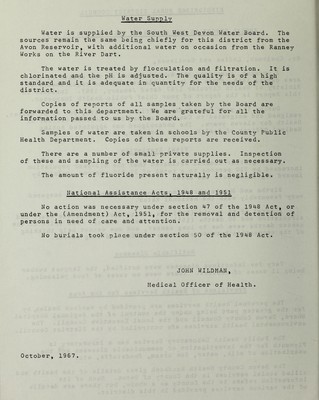 Water Supply
Water is supplied by the South West Devon Water Board. The
sources remain the same being chiefly for this district from the
Avon Reservoir, with additional water on occasion from the Ranney
Works on the River Dart.
The water is treated by flocculation and filtration. It is
chlorinated and the pH is adjusted. The quality is of a high
standard and it is adequate in quantity for the needs of the
district.
Copies of reports of all samples taken by the Board are
forwarded to this department. We are grateful for all the
information passed to us by the Board.
Samples of water are taken in schools by the County Public
Health Department. Copies of these reports are received.
There are a number of small private supplies. Inspection
of these and sampling of the water is carried out as necessary.
The amount of fluoride present naturally is negligible.
National Assistance Acts, 1948 and 1951
No action was necessary under section 47 of the 1948 Act, or
under the (Amendment) Act, 1951, for the removal and detention of
persons in need of care and attention.
No burials took place under section 50 of the 1948 Act.
JOHN WILDMAN,
Medical Officer of Health.
October, 1967.